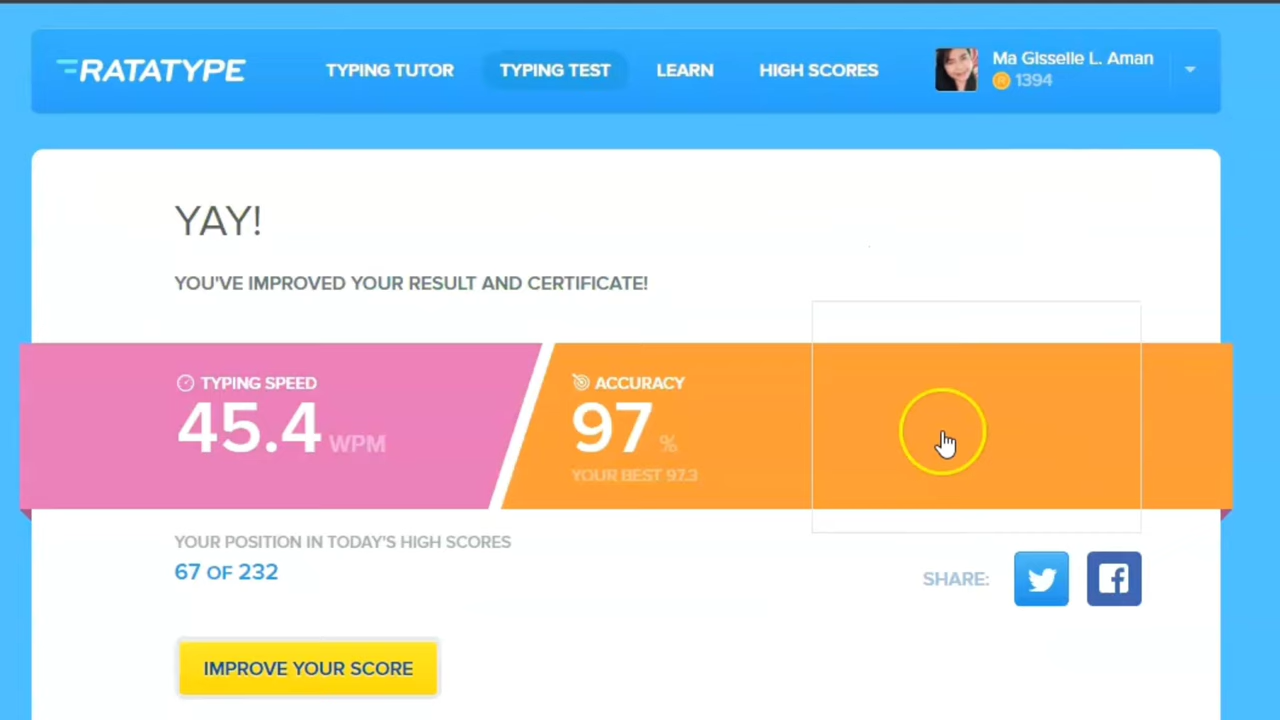 RATATYPE
TYPING TUTOR
TYPING TEST
LEARN
HIGH SCORES
Ma Gisselle L. Aman
R 1394
YAY!
YOU'VE IMPROVED YOUR RESULT AND CERTIFICATE!
TYPING SPEED
45.4 WPM
ACCURACY
97 %
YOUR BEST 97.3
YOUR POSITION IN TODAY'S HIGH SCORES
67 OF 232
SHARE:
IMPROVE YOUR SCORE